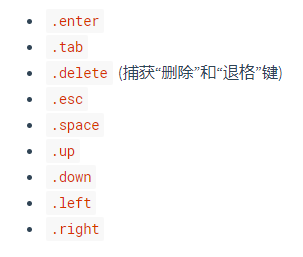 .enter
.tab
.delete (捕获“删除”和“退格”键)
.esc
.space
.up
.down
.left
.right